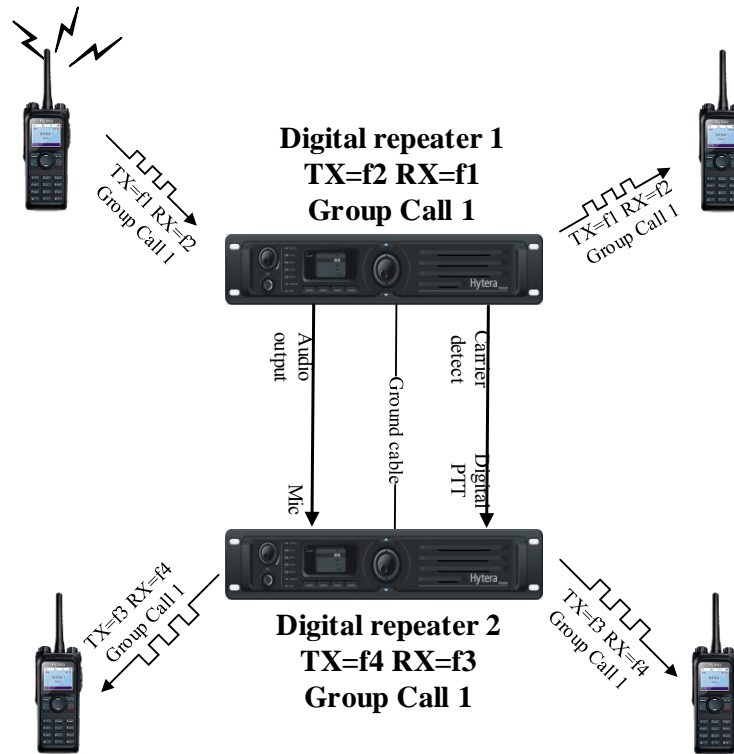 Digital repeater 1
TX=f2 RX=f1
Group Call 1
TX=f1 RX=f2
Group Call 1
TX=f1 RX=f2
Group Call 1
Hytera
Audio
output
Ground cable
Carrier
detect
Mic
Digital
PTT
Hytera
TX=f3 RX=f4
Group Call 1
TX=f3 RX=f4
Group Call 1
Digital repeater 2
TX=f4 RX=f3
Group Call 1